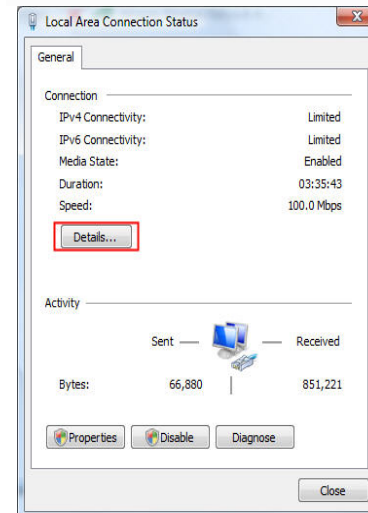 Local Area Connection Status
General
Connection
IPv4 Connectivity: Limited
IPv6 Connectivity: Limited
Media State: Enabled
Duration: 03:35:43
Speed: 100.0 Mbps
Details...
Activity
Sent — Received
Bytes: 66,880 851,221
Properties Disable Diagnose
Close